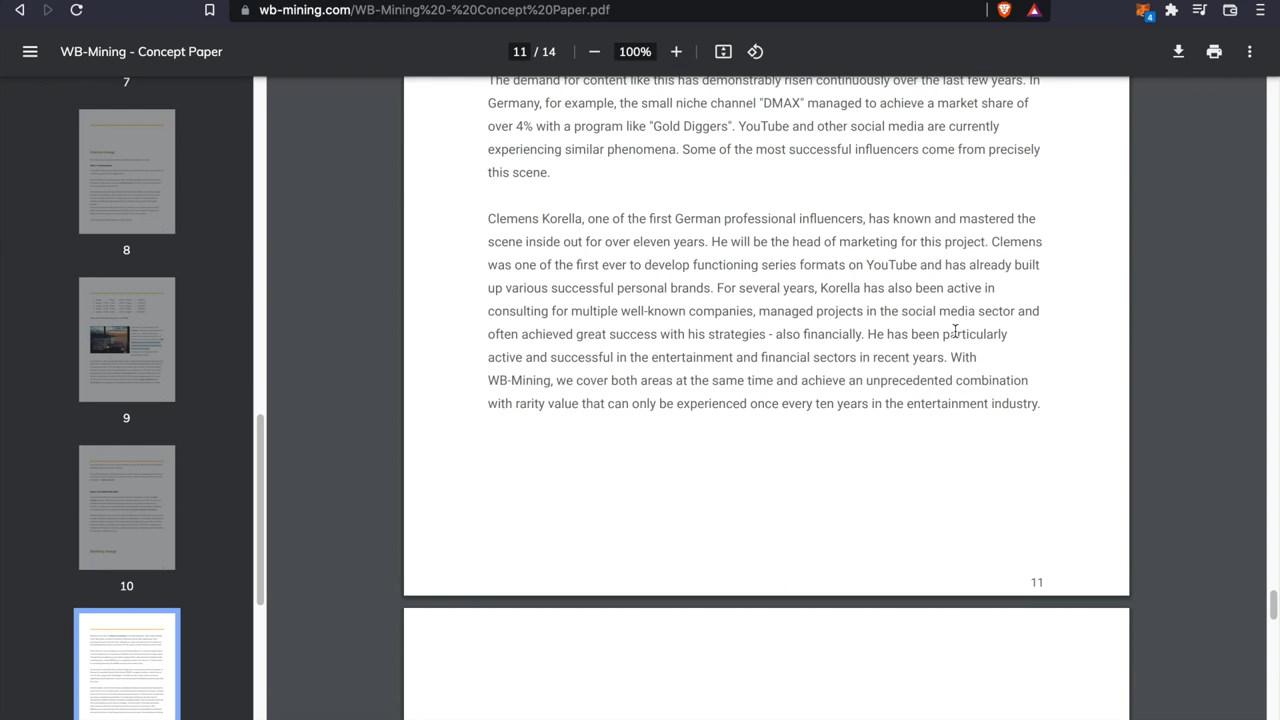 wb-mining.com/WB-Mining%20-%20Concept%20Paper.pdf
4
WB-Mining - Concept Paper
11 / 14
100%
7
8
9
10
The demand for content like this has demonstrably risen continuously over the last few years. In
Germany, for example, the small niche channel "DMAX" managed to achieve a market share of
over 4% with a program like "Gold Diggers". YouTube and other social media are currently
experiencing similar phenomena. Some of the most successful influencers come from precisely
this scene.
Clemens Korella, one of the first German professional influencers, has known and mastered the
scene inside out for over eleven years. He will be the head of marketing for this project. Clemens
was one of the first ever to develop functioning series formats on YouTube and has already built
up various successful personal brands. For several years, Korella has also been active in
consulting for multiple well-known companies, managed projects in the social media sector and
often achieved great success with his strategies - also financially. He has been particularly
active and successful in the entertainment and financial sectors in recent years. With
WB-Mining, we cover both areas at the same time and achieve an unprecedented combination
with rarity value that can only be experienced once every ten years in the entertainment industry.
11